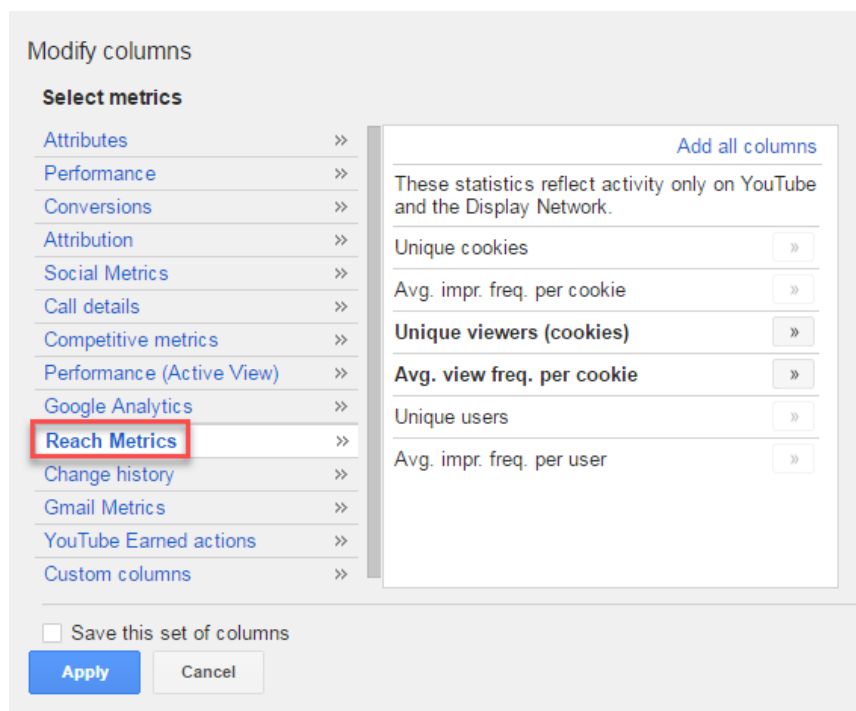 Modify columns
Select metrics
Attributes »
Performance »
Conversions »
Attribution »
Social Metrics »
Call details »
Competitive metrics »
Performance (Active View) »
Google Analytics »
Reach Metrics »
Change history »
Gmail Metrics »
YouTube Earned actions »
Custom columns »
Add all columns
These statistics reflect activity only on YouTube
and the Display Network.
Unique cookies »
Avg. impr. freq. per cookie »
Unique viewers (cookies) »
Avg. view freq. per cookie »
Unique users »
Avg. impr. freq. per user »
Save this set of columns
Apply Cancel